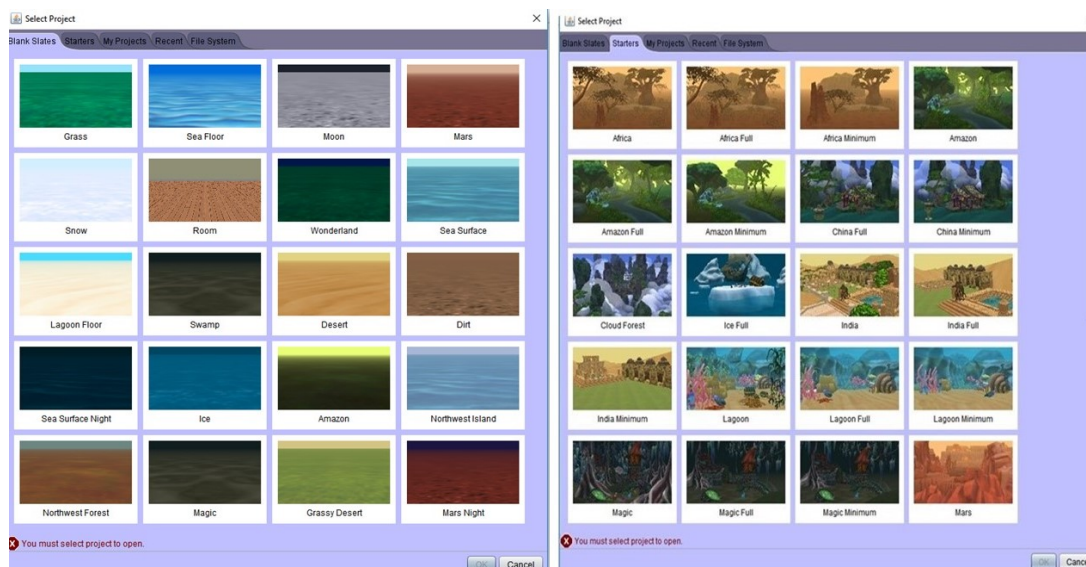 Select Project
Blank Slates Starters My Projects Recent File System
Grass Sea Floor Moon Mars
Snow Room Wonderland Sea Surface
Lagoon Floor Swamp Desert Dirt
Sea Surface Night Ice Amazon Northwest Island
Northwest Forest Magic Grassy Desert Mars Night
You must select project to open.
OK Cancel
Select Project
Blank Slates Starters My Projects Recent File System
Africa Africa Full Africa Minimum Amazon
Amazon Full Amazon Minimum China Full China Minimum
Cloud Forest Ice Full India India Full
India Minimum Lagoon Lagoon Full Lagoon Minimum
Magic Magic Full Magic Minimum Mars
You must select project to open.
OK Cance